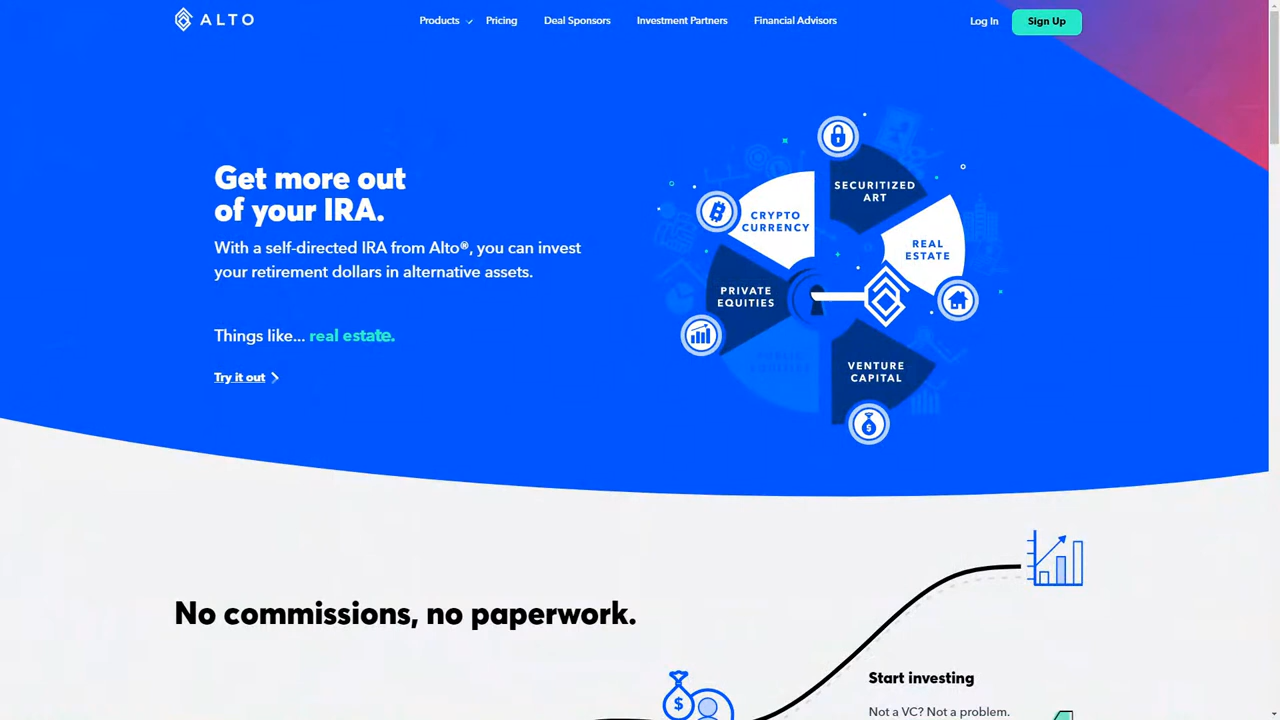 ALTO
Products
Pricing
Deal Sponsors
Investment Partners
Financial Advisors
Log In
Sign Up
Get more out
of your IRA.
With a self-directed IRA from Alto®, you can invest
your retirement dollars in alternative assets.
Things like... real estate.
Try it out
SECURITIZED
ART
CRYPTO
CURRENCY
REAL
ESTATE
PRIVATE
EQUITIES
VENTURE
CAPITAL
$
No commissions, no paperwork.
$
Start investing
Not a VC? Not a problem.